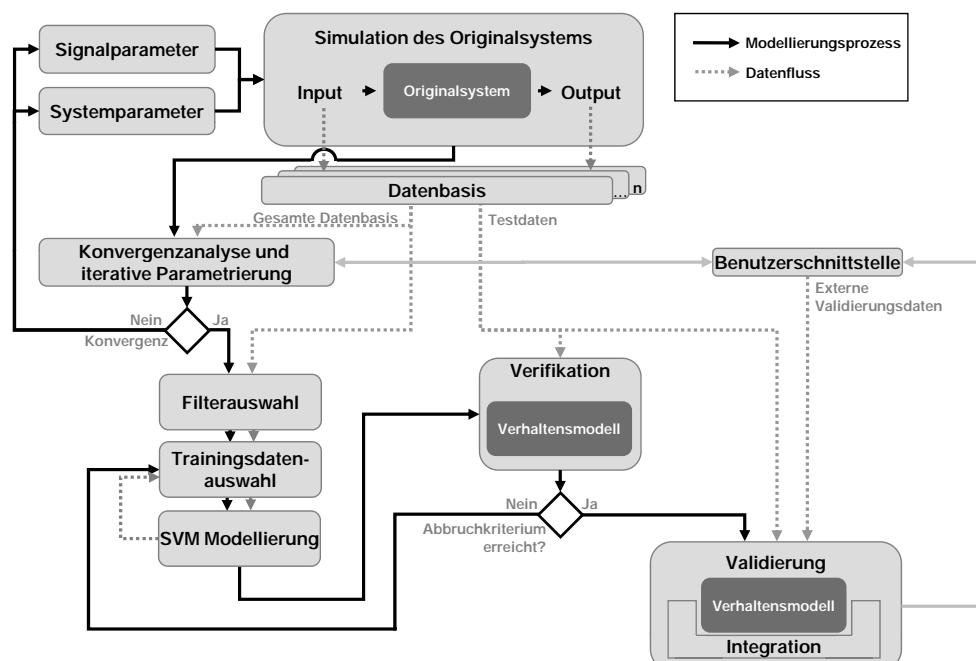 Signalparameter
Systemparameter
Simulation des Originalsystems
Input
Originalsystem
Output
Modellierungsprozess
Datenfluss
Datenbasis
... n
Gesamte Datenbasis
Testdaten
Konvergenzanalyse und
iterative Parametrierung
Benutzerschnittstelle
Externe
Validierungsdaten
Nein
Ja
Konvergenz
Filterauswahl
Verifikation
Verhaltensmodell
Trainingsdaten-
auswahl
SVM Modellierung
Nein
Ja
Abbruchkriterium
erreicht?
Validierung
Verhaltensmodell
Integration